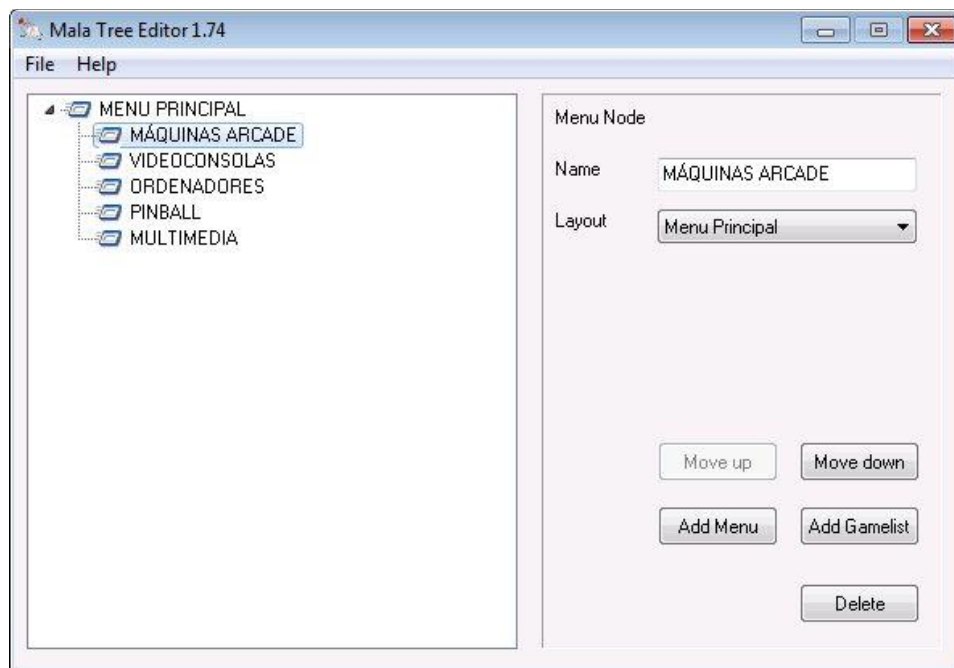 Mala Tree Editor 1.74
File Help
MENU PRINCIPAL
MÁQUINAS ARCADE
VIDEOCONSOLAS
ORDENADORES
PINBALL
MULTIMEDIA
Menu Node
Name MÁQUINAS ARCADE
Layout Menu Principal
Move up Move down
Add Menu Add Gamelist
Delete